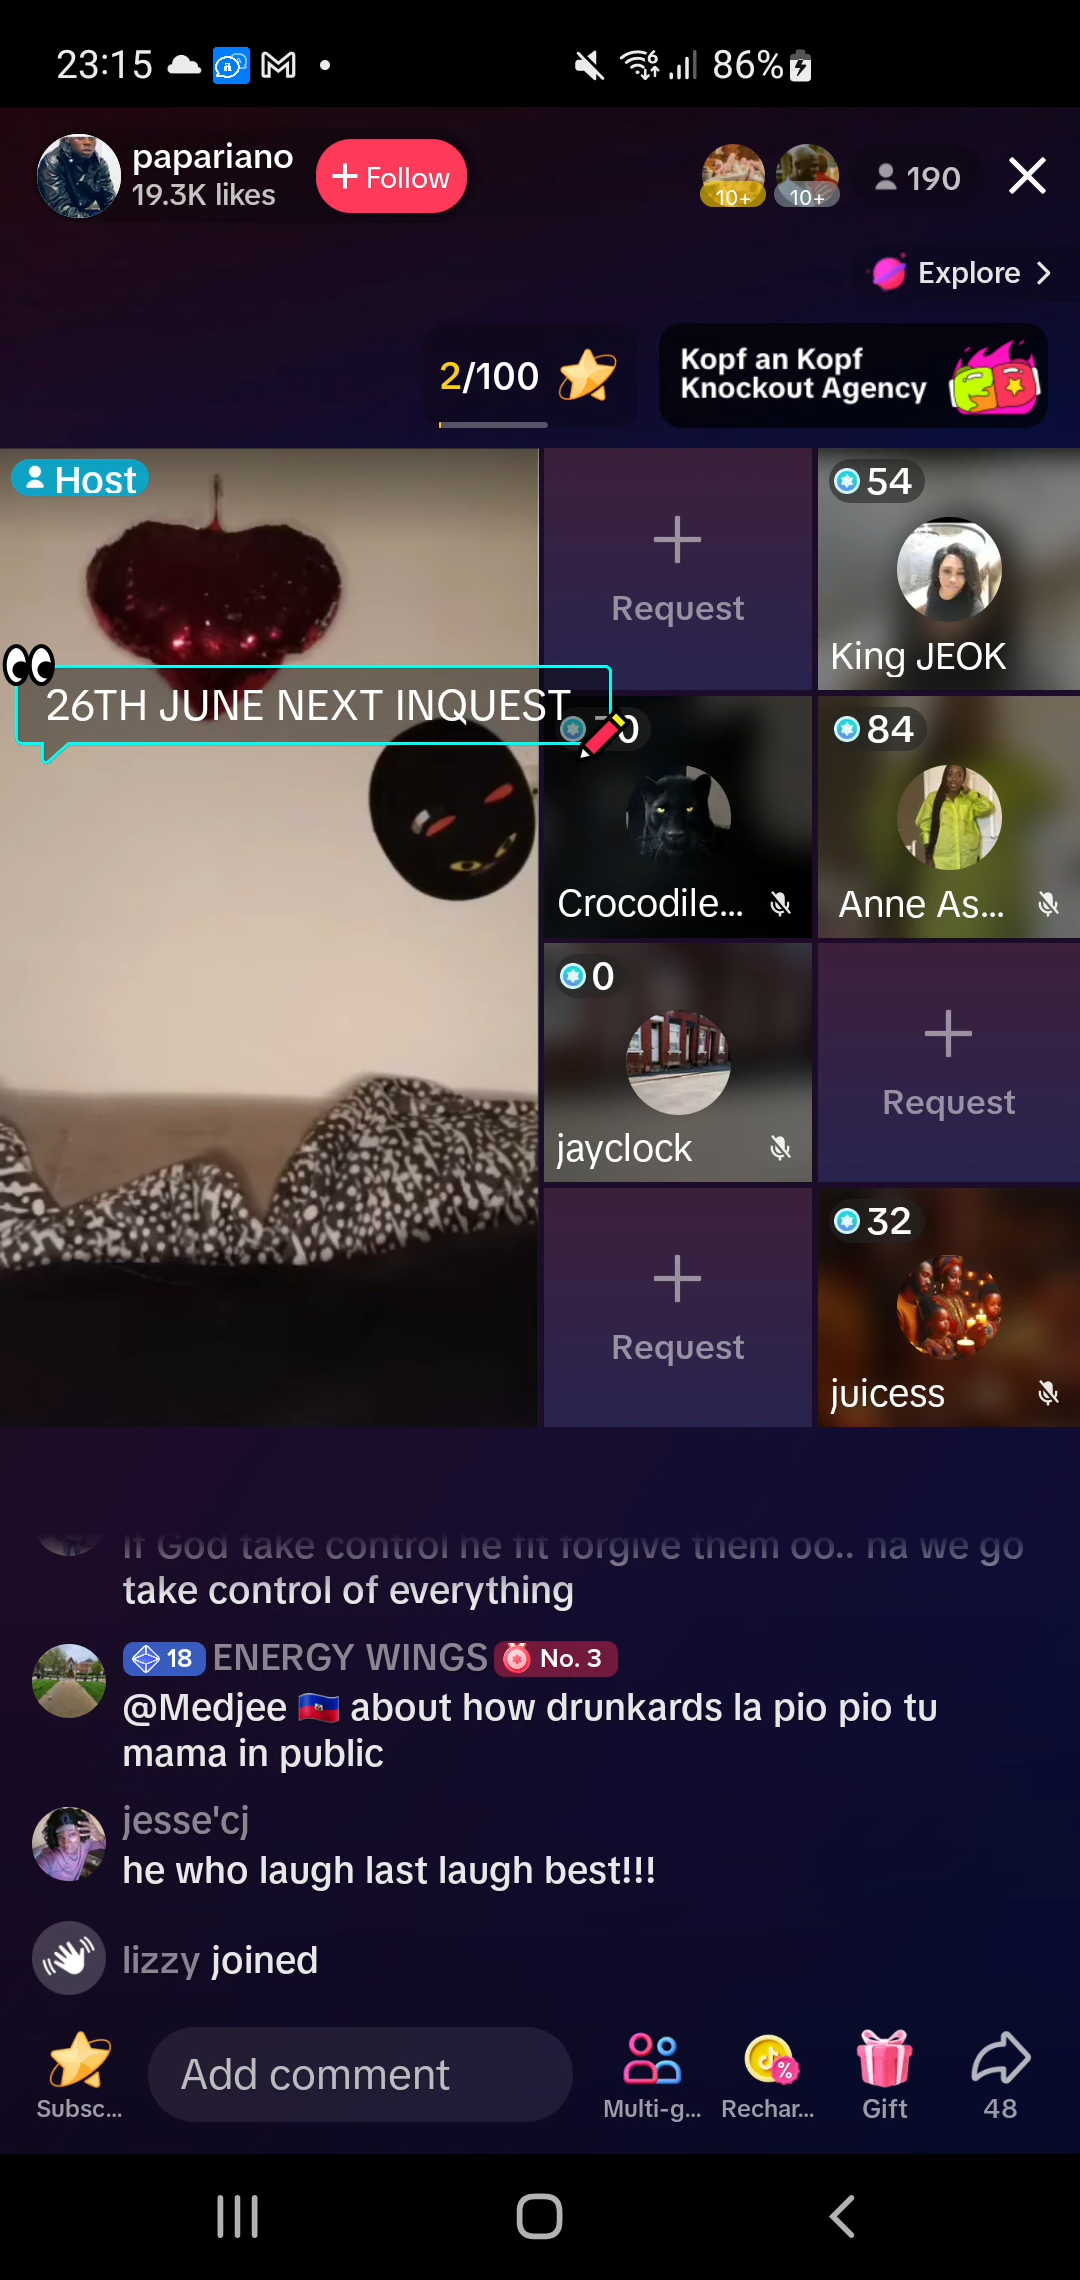 23:15
86%
papariano
19.3K likes
+ Follow
10+
10+
190
Explore
2/100
Kopf an Kopf
Knockout Agency
Host
Request
54
King JEOK
26TH JUNE NEXT INQUEST
Crocodile...
84
Anne As...
0
jayclock
Request
Request
32
juicess
If God take control he fit forgive them oo.. na we go
take control of everything
18 ENERGY WINGS No. 3
@Medjee 🇭🇹 about how drunkards la pio pio tu
mama in public
jesse'cj
he who laugh last laugh best!!!
lizzy joined
Add comment
Subsc...
Multi-g...
Rechar...
Gift
48